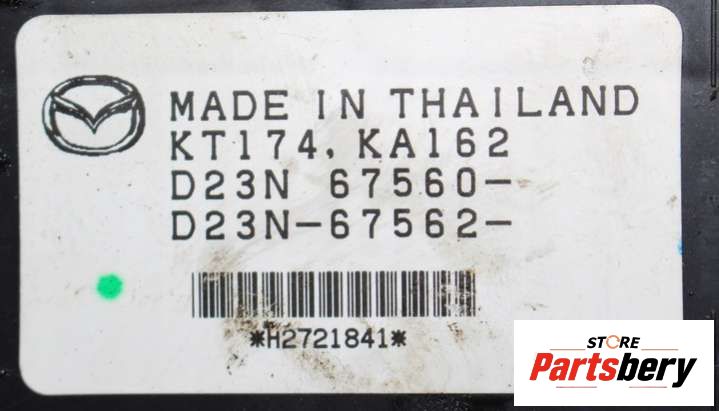 MADE IN THAILAND
KT174, KA162
D23N 67560-
D23N-67562-
*H2721841*
STORE
Partsbery